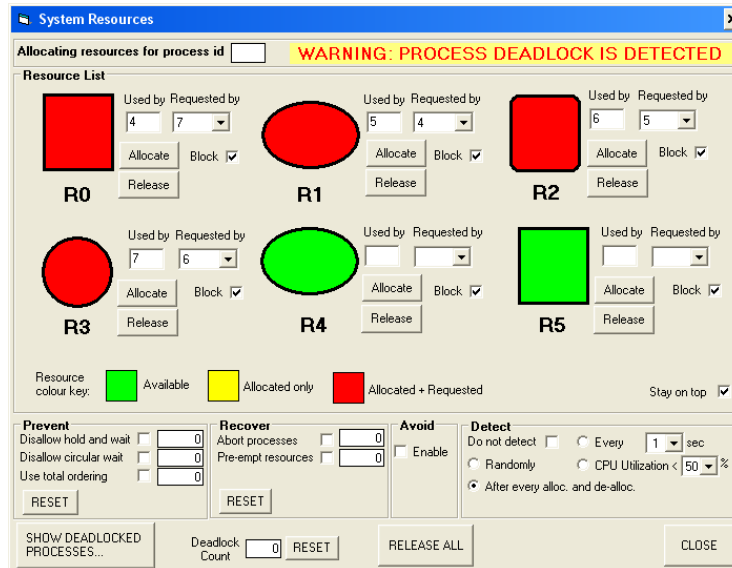 System Resources
Allocating resources for process id
WARNING: PROCESS DEADLOCK IS DETECTED
Resource List
Used by Requested by
4 7
Allocate Block
Release
R0
Used by Requested by
5 4
Allocate Block
Release
R1
Used by Requested by
6 5
Allocate Block
Release
R2
Used by Requested by
7 6
Allocate Block
Release
R3
Used by Requested by
Allocate Block
Release
R4
Used by Requested by
Allocate Block
Release
R5
Resource
colour key:
Available
Allocated only
Allocated + Requested
Stay on top
Prevent
Disallow hold and wait 0
Disallow circular wait 0
Use total ordering 0
RESET
Recover
Abort processes 0
Pre-empt resources 0
RESET
Avoid
Enable
Detect
Do not detect Every 1 sec
Randomly CPU Utilization < 50 %
After every alloc. and de-alloc.
SHOW DEADLOCKED
PROCESSES...
Deadlock
Count
0
RESET
RELEASE ALL
CLOSE